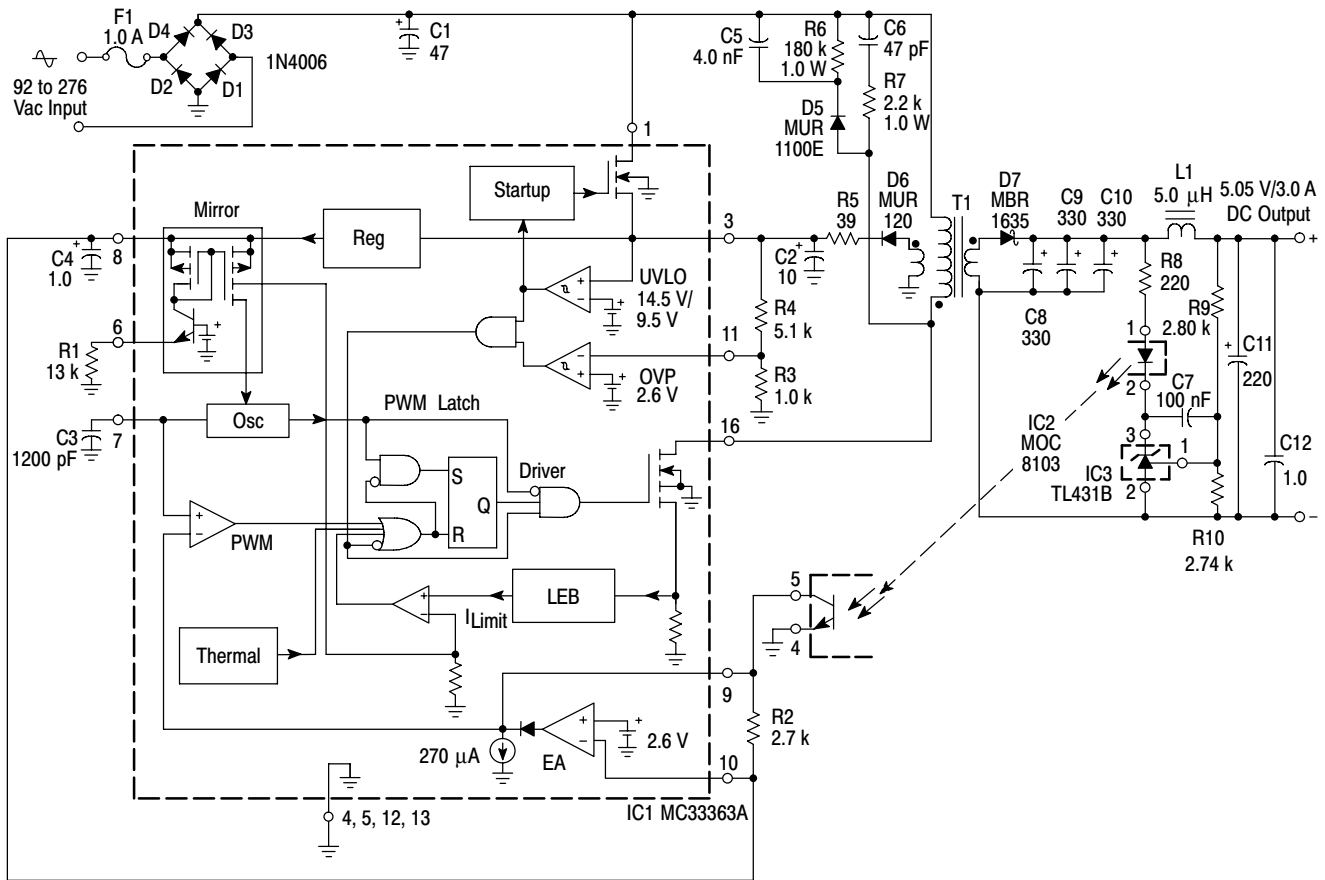 F1
1.0 A
D4
D3
D2
D1
1N4006
92 to 276
Vac Input
C1
47
+
1
C5
4.0 nF
R6
180 k
1.0 W
C6
47 pF
R7
2.2 k
1.0 W
D5
MUR
1100E
D6
MUR
120
T1
D7
MBR
1635
C9
330
C10
330
L1
5.0 µH
5.05 V/3.0 A
DC Output
+
Startup
Mirror
Reg
3
R5
39
C2
10
+
C4
1.0
+
8
6
R1
13 k
+
UVLO
14.5 V/
9.5 V
+
−
+
R4
5.1 k
11
R3
1.0 k
OVP
2.6 V
−
+
+
C8
330
+
+
+
R8
220
R9
2.80 k
1
2
C7
100 nF
C11
220
+
C12
1.0
IC2
MOC
8103
3
1
IC3
TL431B
2
R10
2.74 k
−
C3
1200 pF
7
Osc
PWM Latch
16
S
Q
R
Driver
+
−
PWM
LEB
+
−
ILimit
Thermal
5
4
9
R2
2.7 k
10
270 µA
EA
+
−
+
2.6 V
IC1 MC33363A
4, 5, 12, 13